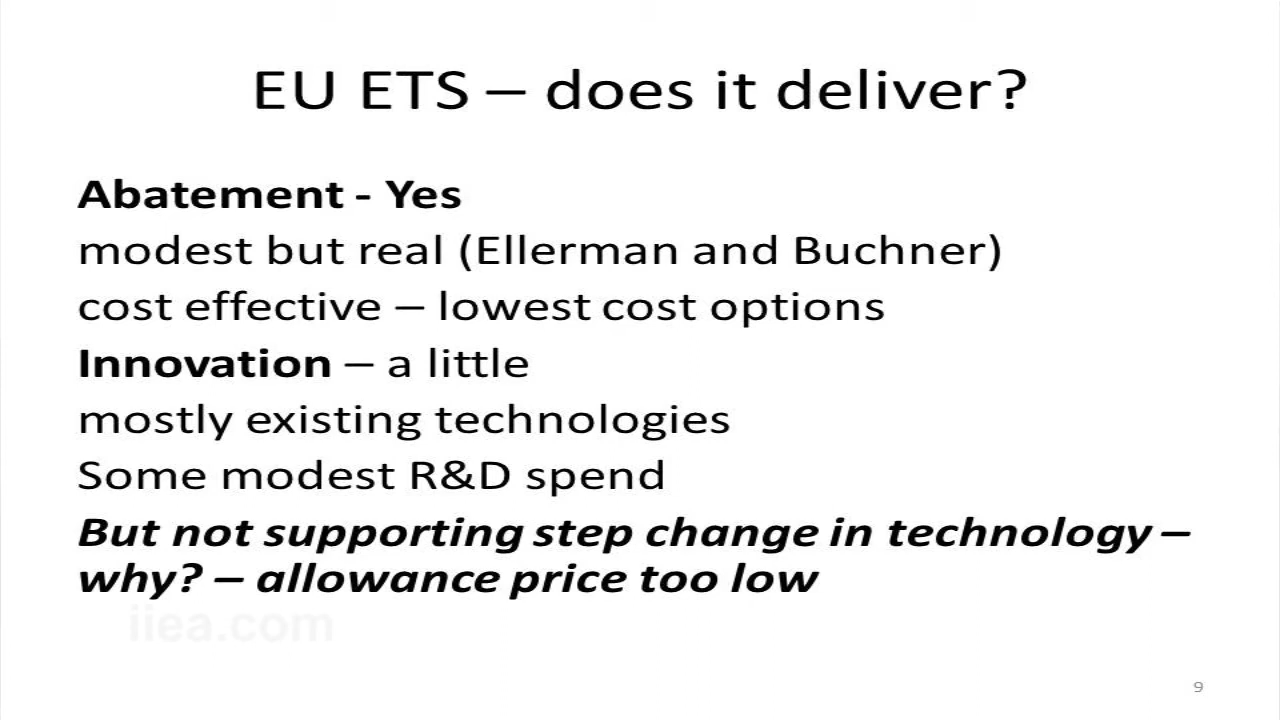 EU ETS – does it deliver?
Abatement - Yes
modest but real (Ellerman and Buchner)
cost effective – lowest cost options
Innovation – a little
mostly existing technologies
Some modest R&D spend
But not supporting step change in technology –
why? – allowance price too low
iiea.com
9